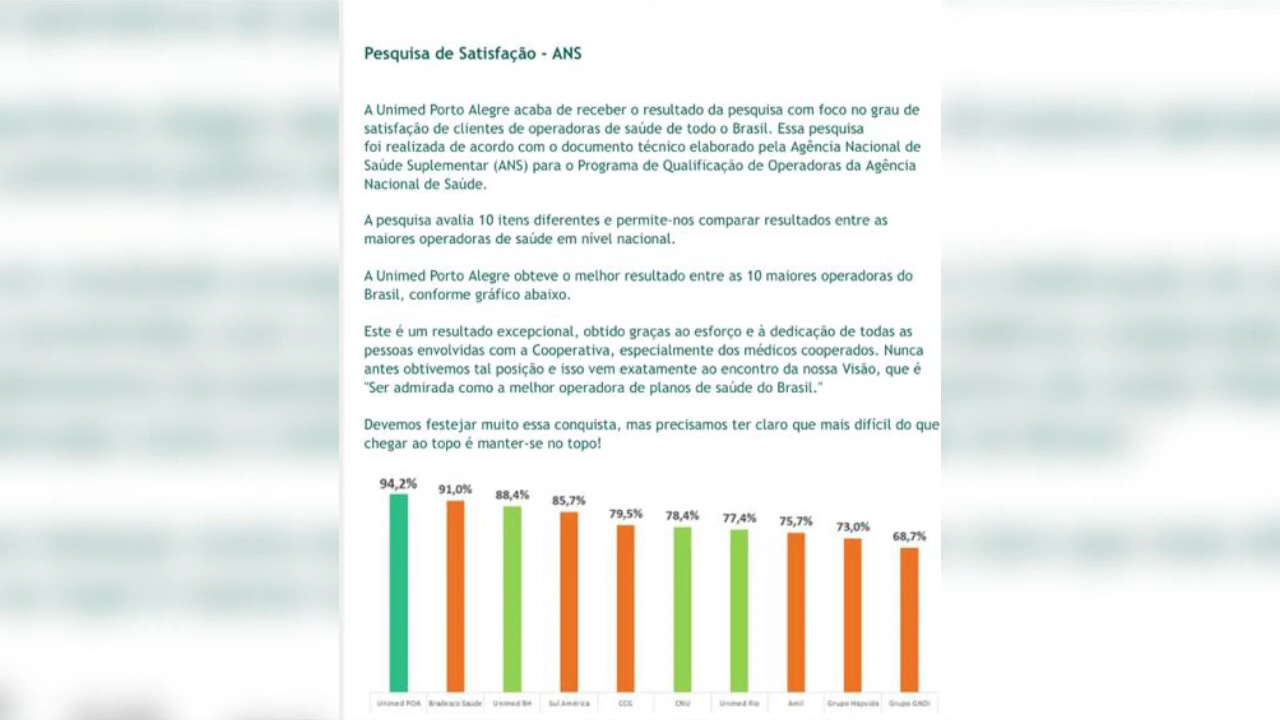 Pesquisa de Satisfação - ANS
A Unimed Porto Alegre acaba de receber o resultado da pesquisa com foco no grau de
satisfação de clientes de operadoras de saúde de todo o Brasil. Essa pesquisa
foi realizada de acordo com o documento técnico elaborado pela Agência Nacional de
Saúde Suplementar (ANS) para o Programa de Qualificação de Operadoras da Agência
Nacional de Saúde.
A pesquisa avalia 10 itens diferentes e permite-nos comparar resultados entre as
maiores operadoras de saúde em nível nacional.
A Unimed Porto Alegre obteve o melhor resultado entre as 10 maiores operadoras do
Brasil, conforme gráfico abaixo.
Este é um resultado excepcional, obtido graças ao esforço e à dedicação de todas as
pessoas envolvidas com a Cooperativa, especialmente dos médicos cooperados. Nunca
antes obtivemos tal posição e isso vem exatamente ao encontro da nossa Visão, que é
"Ser admirada como a melhor operadora de planos de saúde do Brasil."
Devemos festejar muito essa conquista, mas precisamos ter claro que mais difícil do que
chegar ao topo é manter-se no topo!
94,2% 91,0% 88,4% 85,7% 79,5% 78,4% 77,4% 75,7% 73,0% 68,7%
Unimed POA Bradesco Saúde Unimed BH Sul América CCG CNU Unimed Rio Amil Grupo Hapvida Grupo GNDI